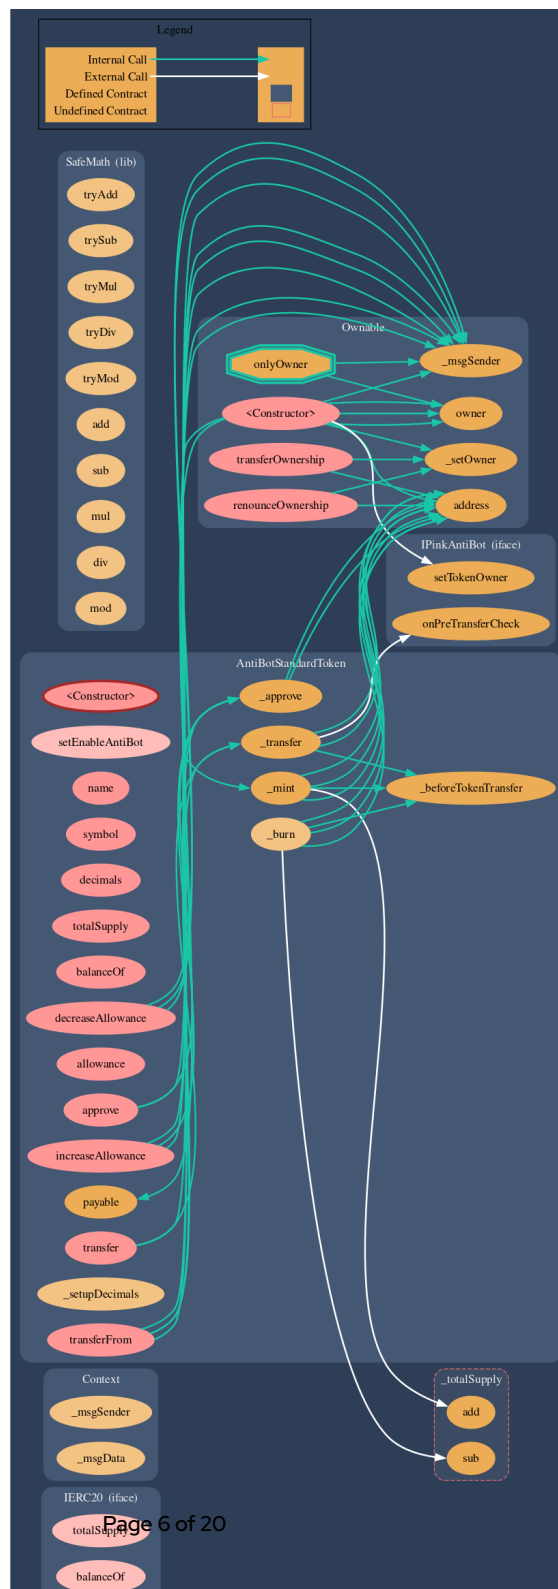 Legend
Internal Call
External Call
Defined Contract
Undefined Contract
SafeMath (lib)
tryAdd
trySub
tryMul
tryDiv
tryMod
add
sub
mul
div
mod
Ownable
onlyOwner
_msgSender
<Constructor>
owner
transferOwnership
_setOwner
renounceOwnership
address
IPinkAntiBot (iface)
setTokenOwner
onPreTransferCheck
AntiBotStandardToken
<Constructor>
_approve
setEnableAntiBot
_transfer
name
_mint
_beforeTokenTransfer
symbol
_burn
decimals
totalSupply
balanceOf
decreaseAllowance
allowance
approve
increaseAllowance
payable
transfer
_setupDecimals
transferFrom
Context
_msgSender
_msgData
_totalSupply
add
sub
IERC20 (iface)
totalSupply
Page 6 of 20
balanceOf